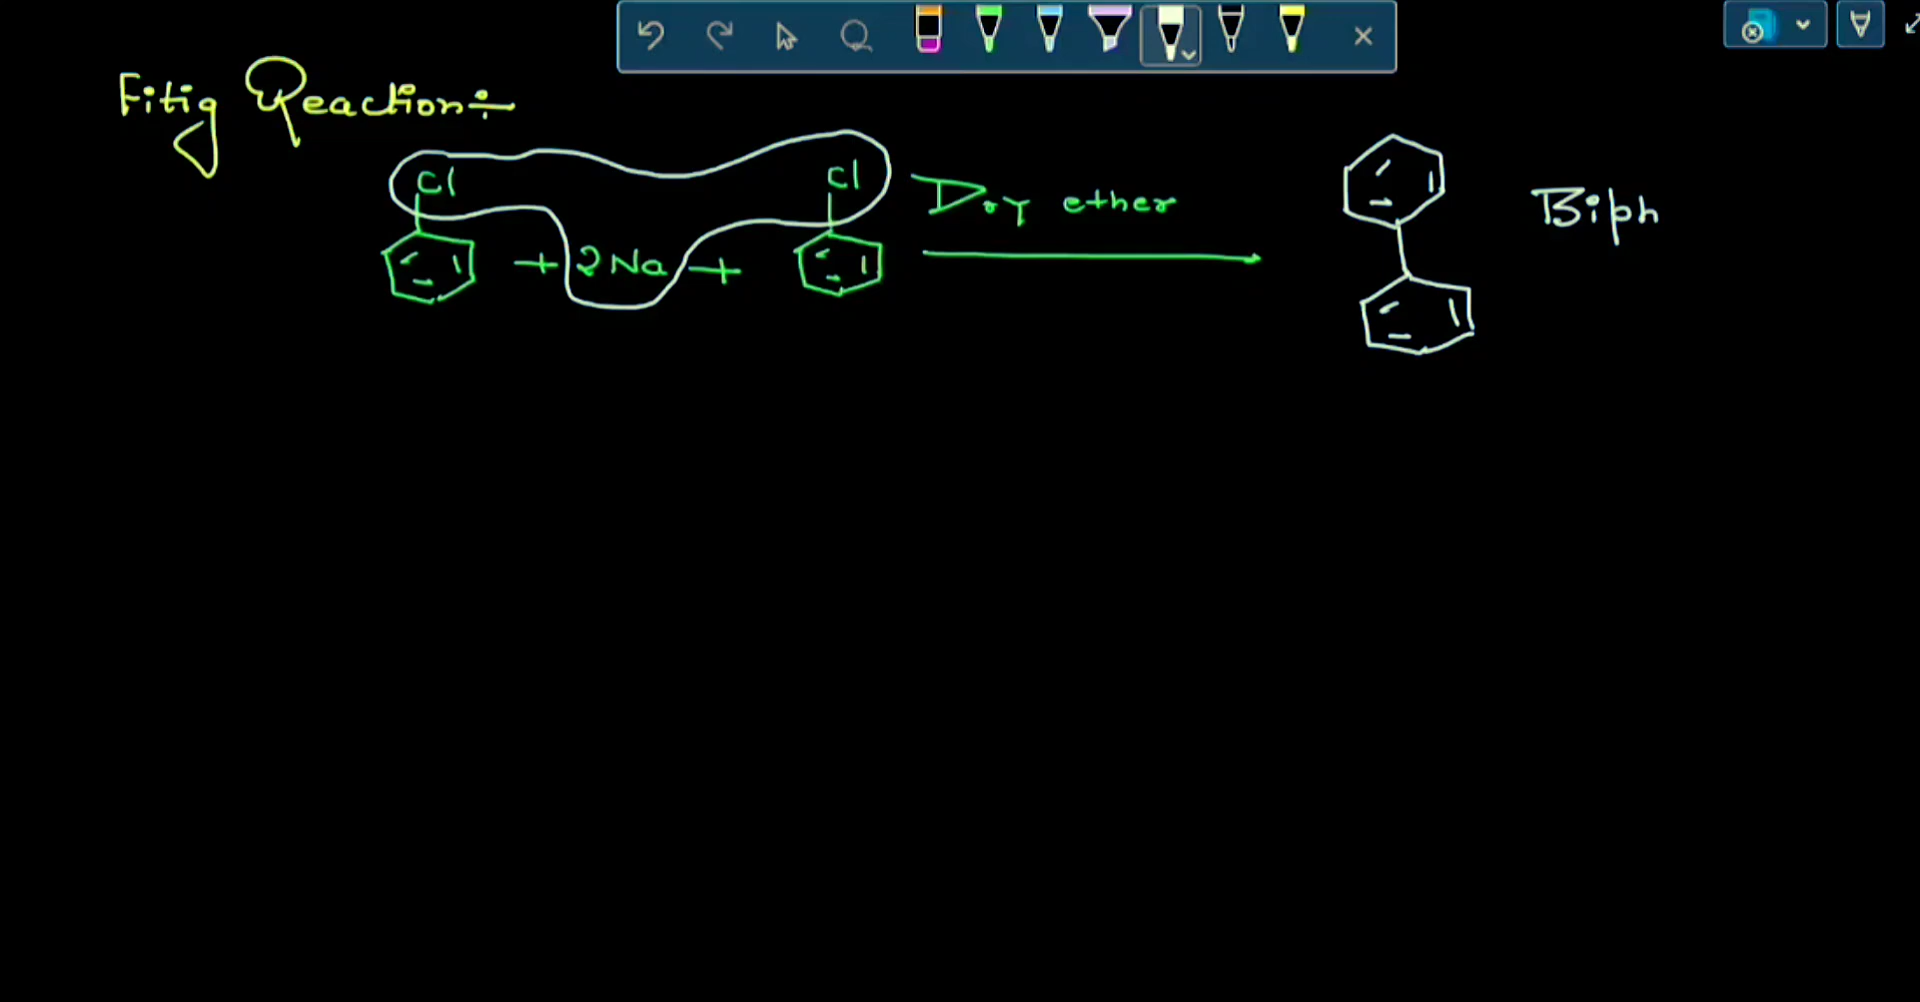 Fitig Reaction:-
Cl Cl Dry ether
+ 2Na + Biph